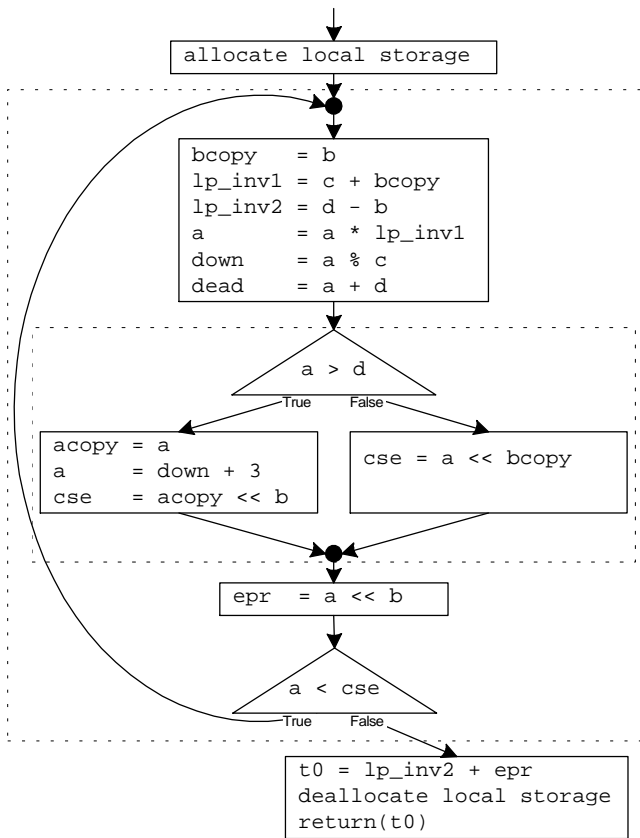 allocate local storage
bcopy   = b
lp_inv1 = c + bcopy
lp_inv2 = d - b
a       = a * lp_inv1
down    = a % c
dead    = a + d
a > d
True False
acopy = a
a     = down + 3
cse   = acopy << b
cse = a << bcopy
epr  = a << b
a < cse
True False
t0 = lp_inv2 + epr
deallocate local storage
return(t0)